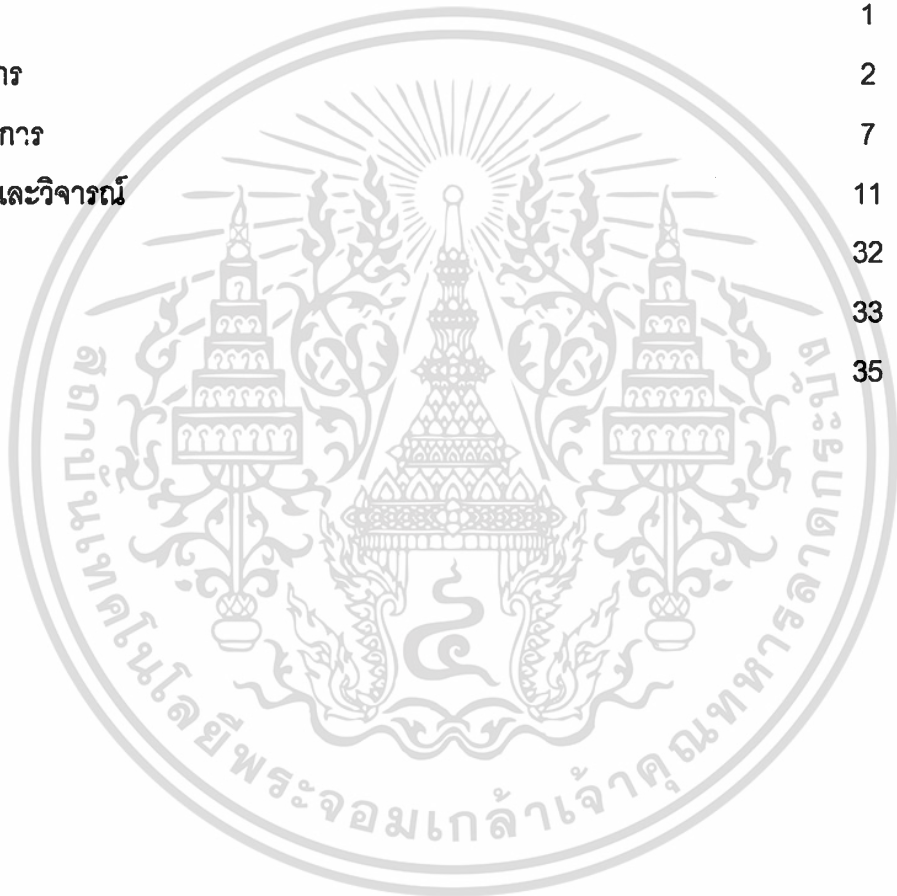 1
าร 2
การ 7
และวิจารณ์ 11
32
33
35
สถาบันเทคโนโลยีพระจอมเกล้าเจ้าคุณทหารลาดกระบัง
๔